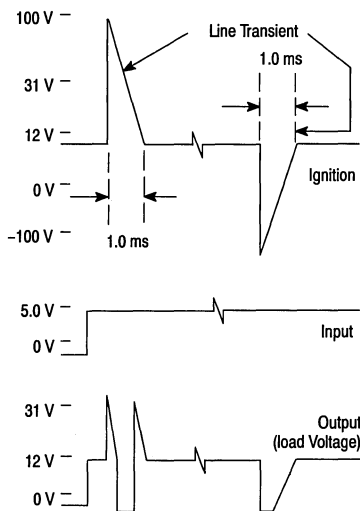 100 V
Line Transient
31 V
1.0 ms
12 V
0 V
Ignition
–100 V
1.0 ms
5.0 V
0 V
Input
31 V
Output
(load Voltage)
12 V
0 V